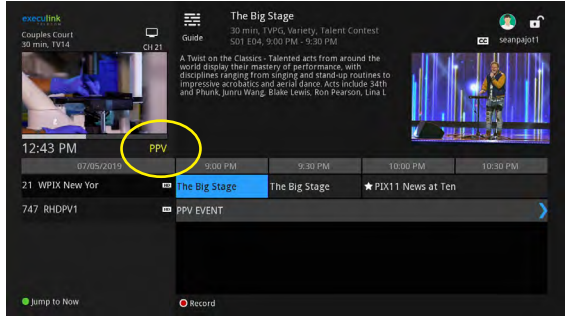 execulink
TELECOM
Couples Court
30 min, TV14
CH 21
Guide
The Big Stage
30 min, TVPG, Variety, Talent Contest
S01 E04, 9:00 PM - 9:30 PM
CC
seanpajot1
A Twist on the Classics - Talented acts from around the
world display their mastery of performance, with
disciplines ranging from singing and stand-up routines to
impressive acrobatics and aerial dance. Acts include 34th
and Phunk, Junru Wang, Blake Lewis, Ron Pearson, Lina L
12:43 PM
PPV
07/05/2019
9:00 PM
9:30 PM
10:00 PM
10:30 PM
21 WPIX New Yor
HD
The Big Stage
The Big Stage
★ PIX11 News at Ten
747 RHDPV1
HD
PPV EVENT
Jump to Now
Record